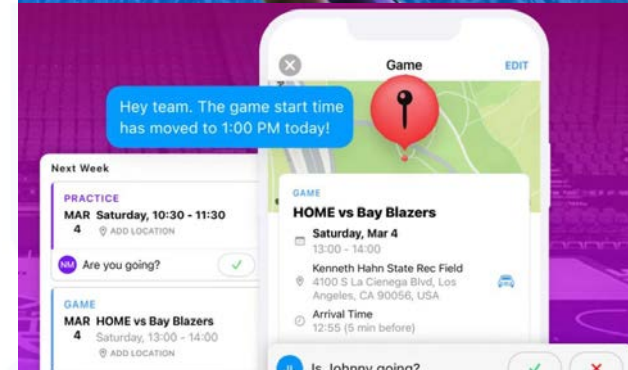 Game
EDIT
Hey team. The game start time
has moved to 1:00 PM today!
Next Week
PRACTICE
MAR Saturday, 10:30 - 11:30
4 ADD LOCATION
NM Are you going?
GAME
MAR HOME vs Bay Blazers
4 Saturday, 13:00 - 14:00
ADD LOCATION
GAME
HOME vs Bay Blazers
Saturday, Mar 4
13:00 - 14:00
Kenneth Hahn State Rec Field
4100 S La Cienega Blvd, Los
Angeles, CA 90056, USA
Arrival Time
12:55 (5 min before)
Is Johnny going?